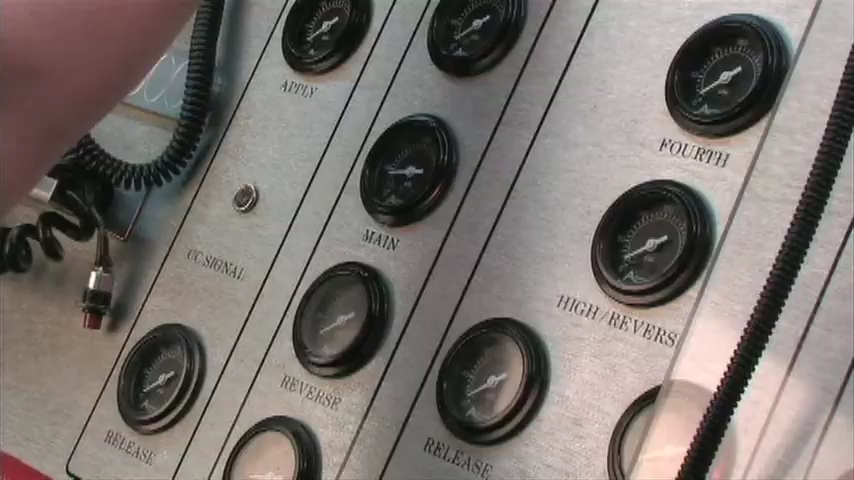 APPLY
FOURTH
MAIN
CC SIGNAL
HIGH / REVERS
REVERSE
RELEASE
RELEASE